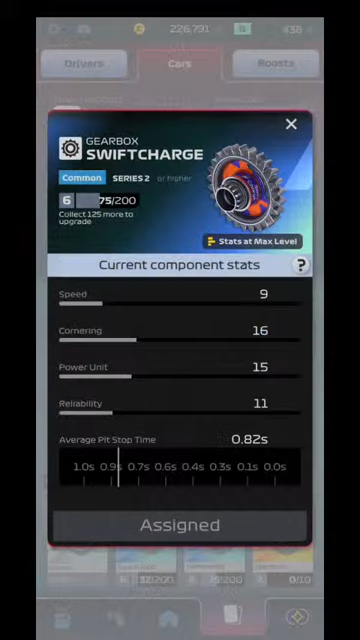 226,791
438
Drivers
Cars
Boosts
GEARBOX
SWIFTCHARGE
Common
SERIES 2
or higher
6
75/200
Collect 125 more to
upgrade
Stats at Max Level
Current component stats
?
Speed
9
Cornering
16
Power Unit
15
Reliability
11
Average Pit Stop Time
0.82s
1.0s 0.9s 0.7s 0.6s 0.4s 0.3s 0.1s 0.0s
Assigned
0/10